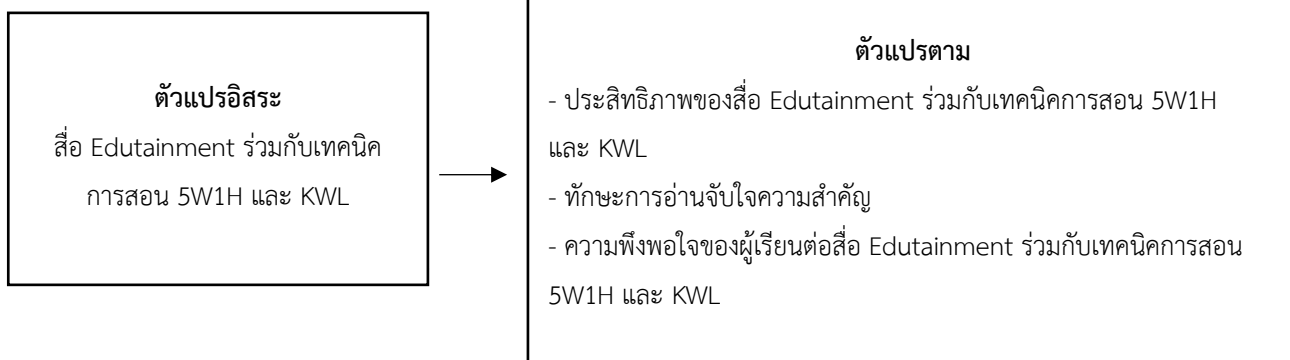 ตัวแปรอิสระ
สื่อ Edutainment ร่วมกับเทคนิค
การสอน 5W1H และ KWL
ตัวแปรตาม
- ประสิทธิภาพของสื่อ Edutainment ร่วมกับเทคนิคการสอน 5W1H
และ KWL
- ทักษะการอ่านจับใจความสำคัญ
- ความพึงพอใจของผู้เรียนต่อสื่อ Edutainment ร่วมกับเทคนิคการสอน
5W1H และ KWL